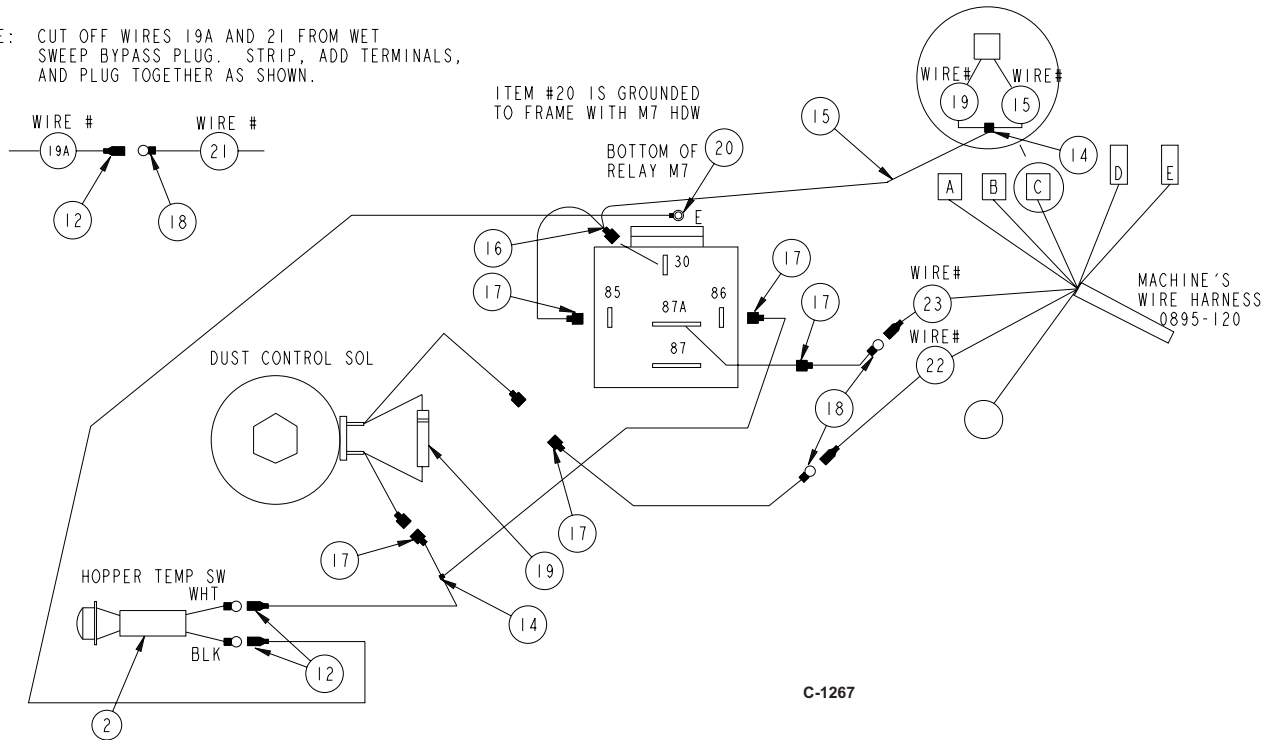 E: CUT OFF WIRES 19A AND 21 FROM WET
SWEEP BYPASS PLUG. STRIP, ADD TERMINALS,
AND PLUG TOGETHER AS SHOWN.
WIRE #
WIRE #
19A
21
12
18
ITEM #20 IS GROUNDED
TO FRAME WITH M7 HDW
BOTTOM OF
RELAY M7
20
E
15
WIRE#
WIRE#
19
15
14
A
B
C
D
E
MACHINE'S
WIRE HARNESS
0895-120
16
17
30
85
86
87A
87
17
17
WIRE#
23
WIRE#
22
18
DUST CONTROL SOL
17
17
19
14
HOPPER TEMP SW
WHT
BLK
12
2
C-1267